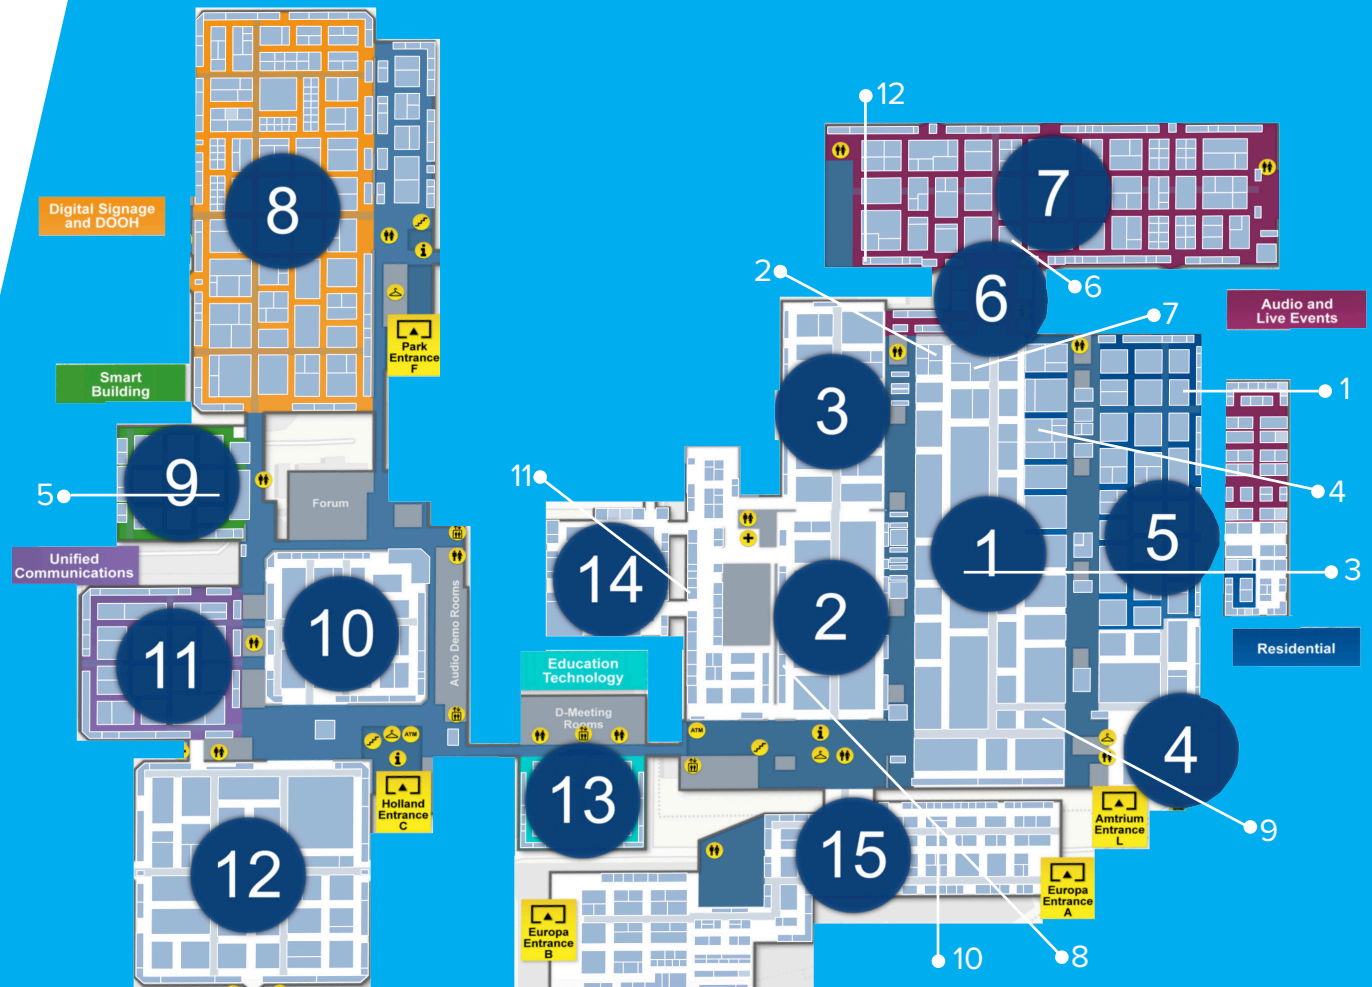 12
8
7
Digital Signage
and DOOH
2
6
6
7
Audio and
Live Events
Park
Entrance
F
Smart
Building
3
1
11
9
5
4
Forum
5
1
3
Unified
Communications
14
10
2
Audio Demo Rooms
Residential
11
Education
Technology
D-Meeting
Rooms
ATM
ATM
4
Holland
Entrance
C
13
Amtrium
Entrance
L
9
12
15
Europa
Entrance
A
Europa
Entrance
B
10
8